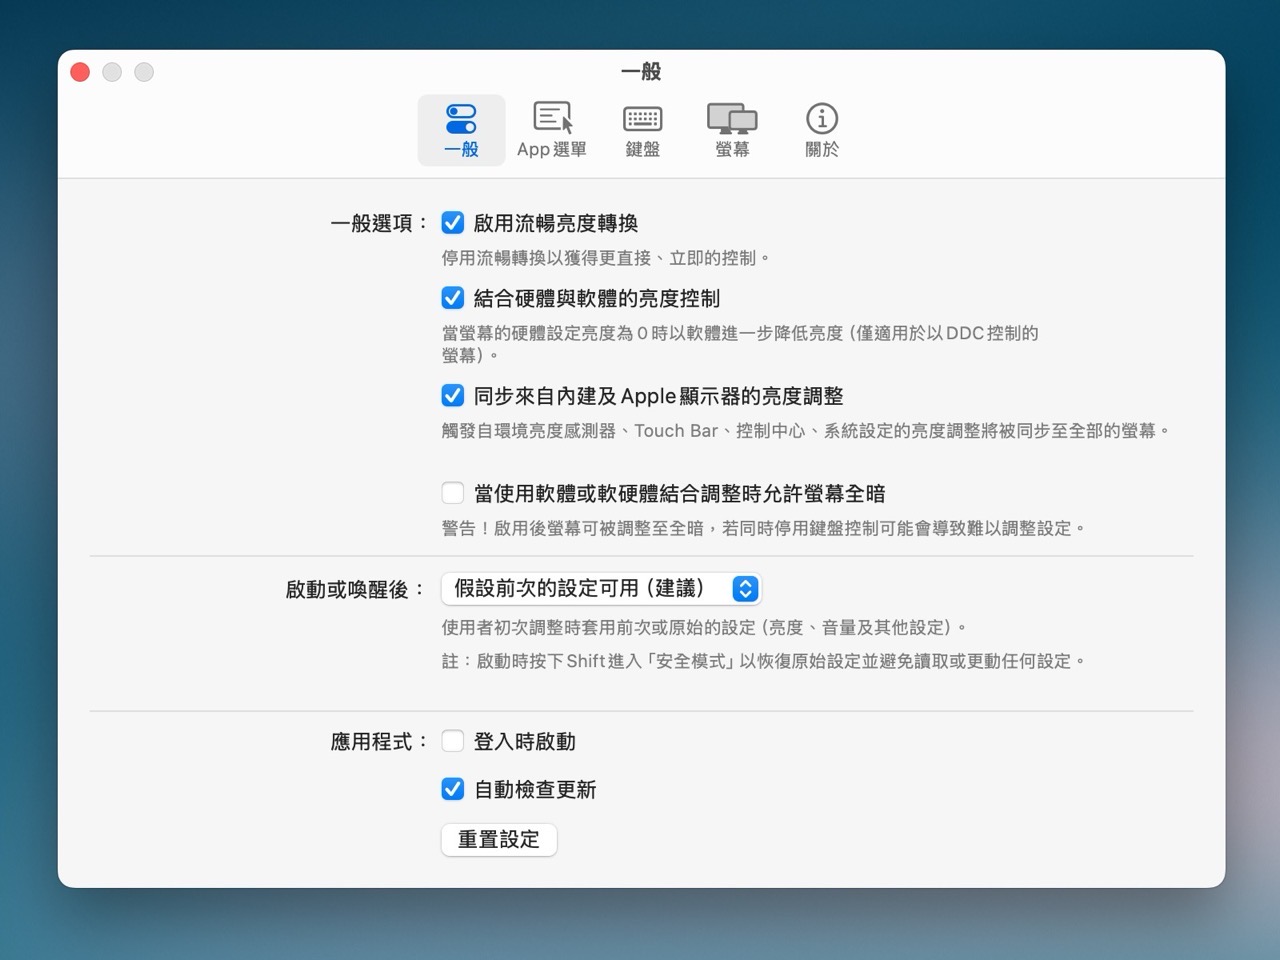 一般
一般
App 選單
鍵盤
螢幕
關於
一般選項：
啟用流暢亮度轉換
停用流暢轉換以獲得更直接、立即的控制。
結合硬體與軟體的亮度控制
當螢幕的硬體設定亮度為 0 時以軟體進一步降低亮度（僅適用於以 DDC 控制的
螢幕）。
同步來自內建及 Apple 顯示器的亮度調整
觸發自環境亮度感測器、Touch Bar、控制中心、系統設定的亮度調整將被同步至全部的螢幕。
當使用軟體或軟硬體結合調整時允許螢幕全暗
警告！啟用後螢幕可被調整至全暗，若同時停用鍵盤控制可能會導致難以調整設定。
啟動或喚醒後：
假設前次的設定可用（建議）
使用者初次調整時套用前次或原始的設定（亮度、音量及其他設定）。
註：啟動時按下 Shift 進入「安全模式」以恢復原始設定並避免讀取或更動任何設定。
應用程式：
登入時啟動
自動檢查更新
重置設定